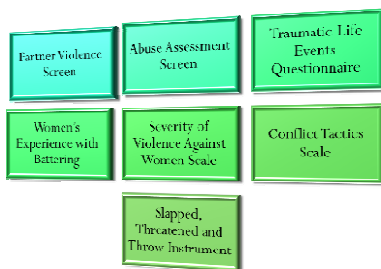 Partner Violence
Screen
Abuse Assessment
Screen
Traumatic Life
Events
Questionnaire
Women's
Experience with
Battering
Severity of
Violence Against
Women Scale
Conflict Tactics
Scale
Slapped,
Threatened and
Throw Instrument